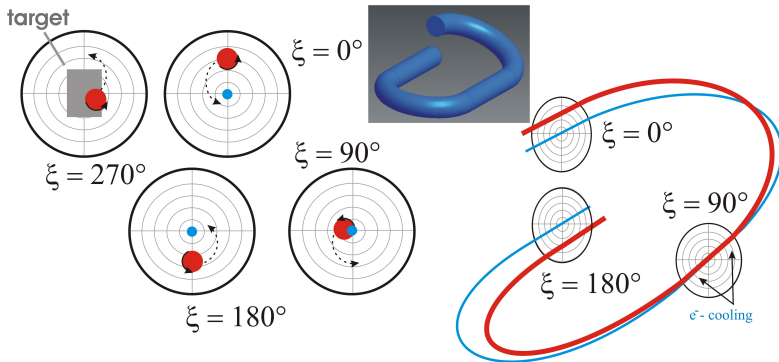 target
ξ = 0°
ξ = 270°
ξ = 90°
ξ = 180°
ξ = 0°
ξ = 90°
ξ = 180°
e⁻- cooling